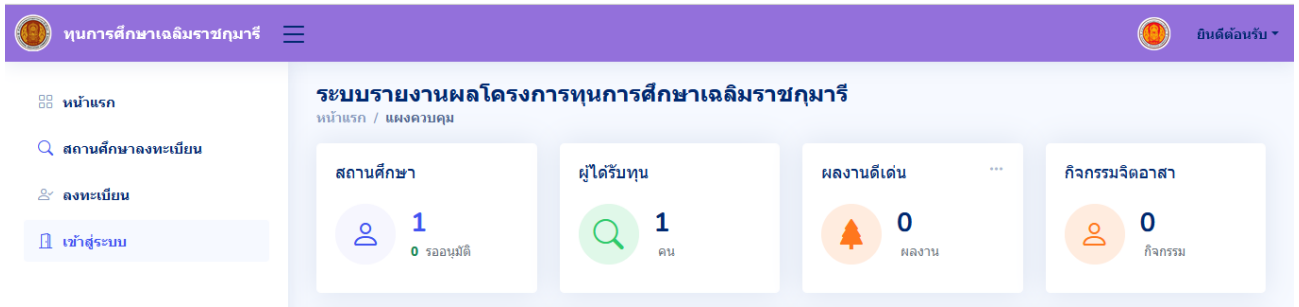 ทุนการศึกษาเฉลิมราชกุมารี
ยินดีต้อนรับ
หน้าแรก
สถานศึกษาลงทะเบียน
ลงทะเบียน
เข้าสู่ระบบ
ระบบรายงานผลโครงการทุนการศึกษาเฉลิมราชกุมารี
หน้าแรก / แผงควบคุม
สถานศึกษา
1
0 รออนุมัติ
ผู้ได้รับทุน
1
คน
ผลงานดีเด่น
0
ผลงาน
กิจกรรมจิตอาสา
0
กิจกรรม